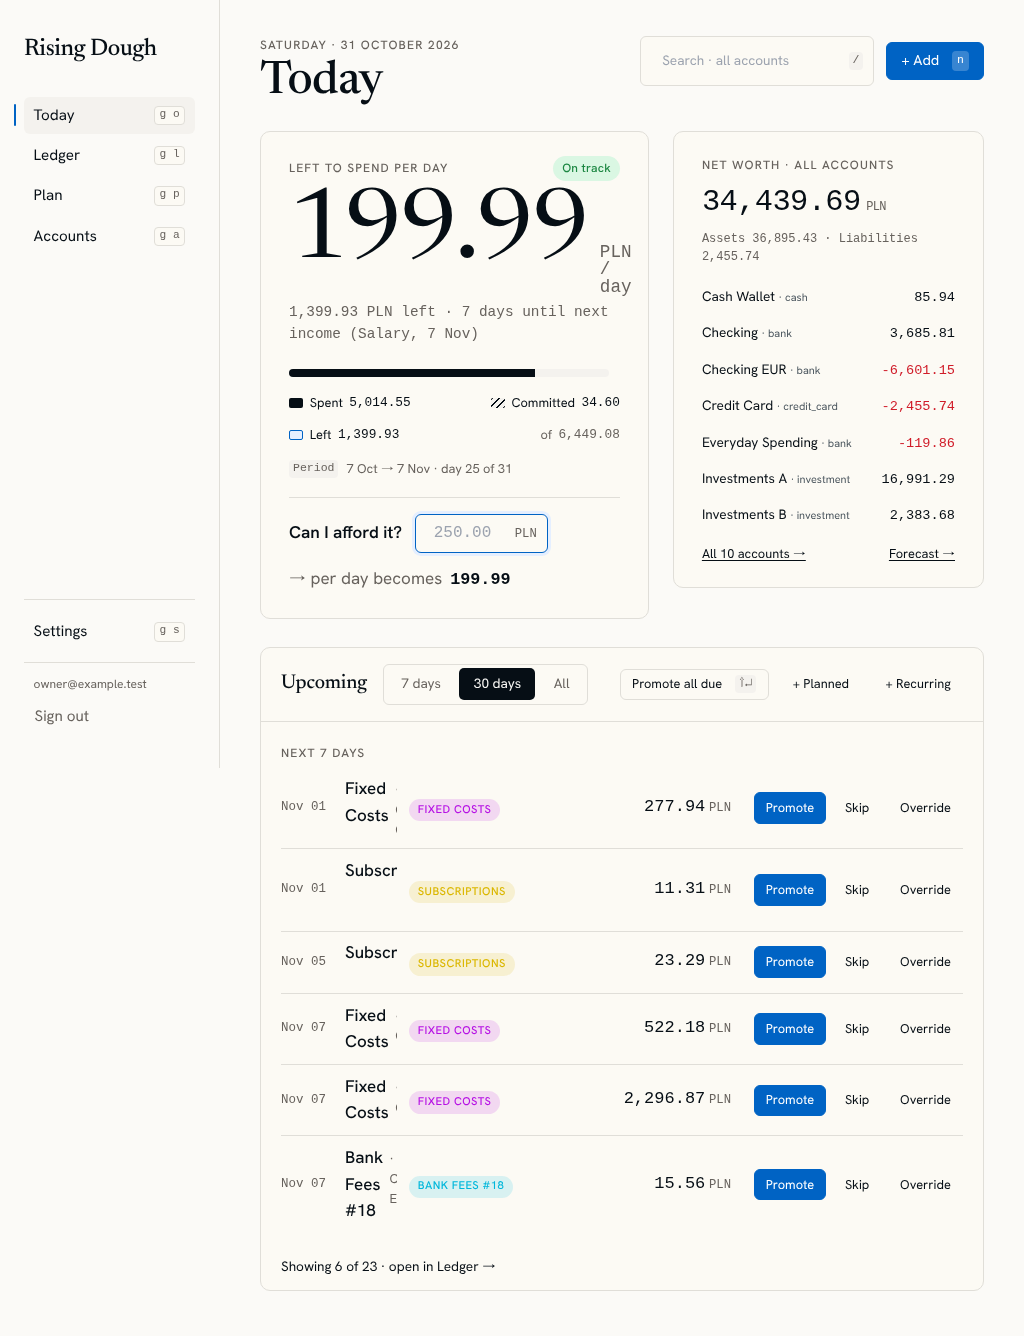 Rising Dough
Today g o
Ledger g l
Plan g p
Accounts g a
Settings g s
owner@example.test
Sign out
SATURDAY · 31 OCTOBER 2026
Today
Search · all accounts /
+ Add n
LEFT TO SPEND PER DAY
On track
199.99 PLN / day
1,399.93 PLN left · 7 days until next
income (Salary, 7 Nov)
Spent 5,014.55
Committed 34.60
Left 1,399.93
of 6,449.08
Period 7 Oct → 7 Nov · day 25 of 31
Can I afford it? 250.00 PLN
→ per day becomes 199.99
NET WORTH · ALL ACCOUNTS
34,439.69 PLN
Assets 36,895.43 · Liabilities
2,455.74
Cash Wallet · cash 85.94
Checking · bank 3,685.81
Checking EUR · bank -6,601.15
Credit Card · credit_card -2,455.74
Everyday Spending · bank -119.86
Investments A · investment 16,991.29
Investments B · investment 2,383.68
All 10 accounts →
Forecast →
Upcoming
7 days 30 days All
Promote all due
+ Planned
+ Recurring
NEXT 7 DAYS
Nov 01 Fixed Costs FIXED COSTS 277.94 PLN Promote Skip Override
Nov 01 Subscr SUBSCRIPTIONS 11.31 PLN Promote Skip Override
Nov 05 Subscr SUBSCRIPTIONS 23.29 PLN Promote Skip Override
Nov 07 Fixed Costs FIXED COSTS 522.18 PLN Promote Skip Override
Nov 07 Fixed Costs FIXED COSTS 2,296.87 PLN Promote Skip Override
Nov 07 Bank Fees #18 BANK FEES #18 15.56 PLN Promote Skip Override
Showing 6 of 23 · open in Ledger →